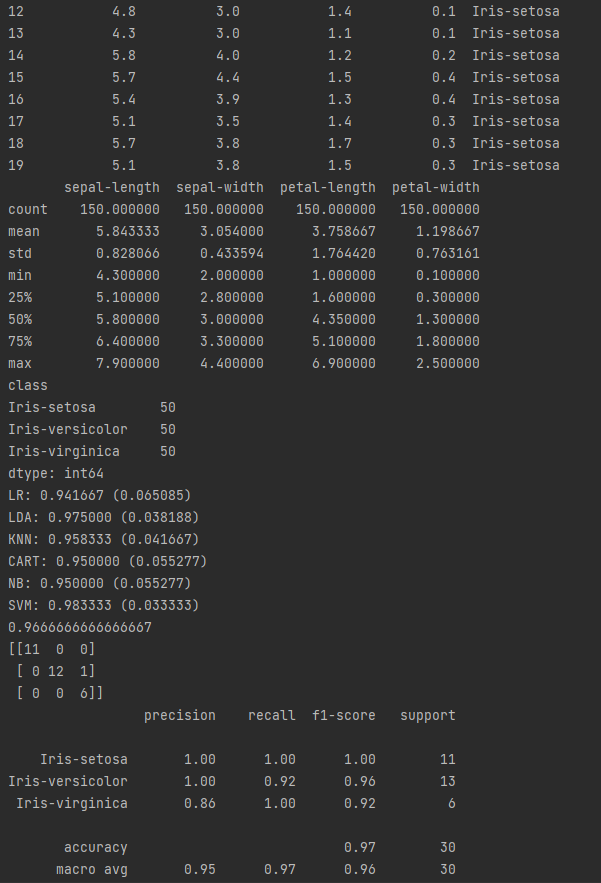 12 4.8 3.0 1.4 0.1 Iris-setosa
13 4.3 3.0 1.1 0.1 Iris-setosa
14 5.8 4.0 1.2 0.2 Iris-setosa
15 5.7 4.4 1.5 0.4 Iris-setosa
16 5.4 3.9 1.3 0.4 Iris-setosa
17 5.1 3.5 1.4 0.3 Iris-setosa
18 5.7 3.8 1.7 0.3 Iris-setosa
19 5.1 3.8 1.5 0.3 Iris-setosa
sepal-length sepal-width petal-length petal-width
count 150.000000 150.000000 150.000000 150.000000
mean 5.843333 3.054000 3.758667 1.198667
std 0.828066 0.433594 1.764420 0.763161
min 4.300000 2.000000 1.000000 0.100000
25% 5.100000 2.800000 1.600000 0.300000
50% 5.800000 3.000000 4.350000 1.300000
75% 6.400000 3.300000 5.100000 1.800000
max 7.900000 4.400000 6.900000 2.500000
class
Iris-setosa 50
Iris-versicolor 50
Iris-virginica 50
dtype: int64
LR: 0.941667 (0.065085)
LDA: 0.975000 (0.038188)
KNN: 0.958333 (0.041667)
CART: 0.950000 (0.055277)
NB: 0.950000 (0.055277)
SVM: 0.983333 (0.033333)
0.9666666666666667
[[11 0 0]
[ 0 12 1]
[ 0 0 6]]
precision recall f1-score support
Iris-setosa 1.00 1.00 1.00 11
Iris-versicolor 1.00 0.92 0.96 13
Iris-virginica 0.86 1.00 0.92 6
accuracy 0.97 30
macro avg 0.95 0.97 0.96 30